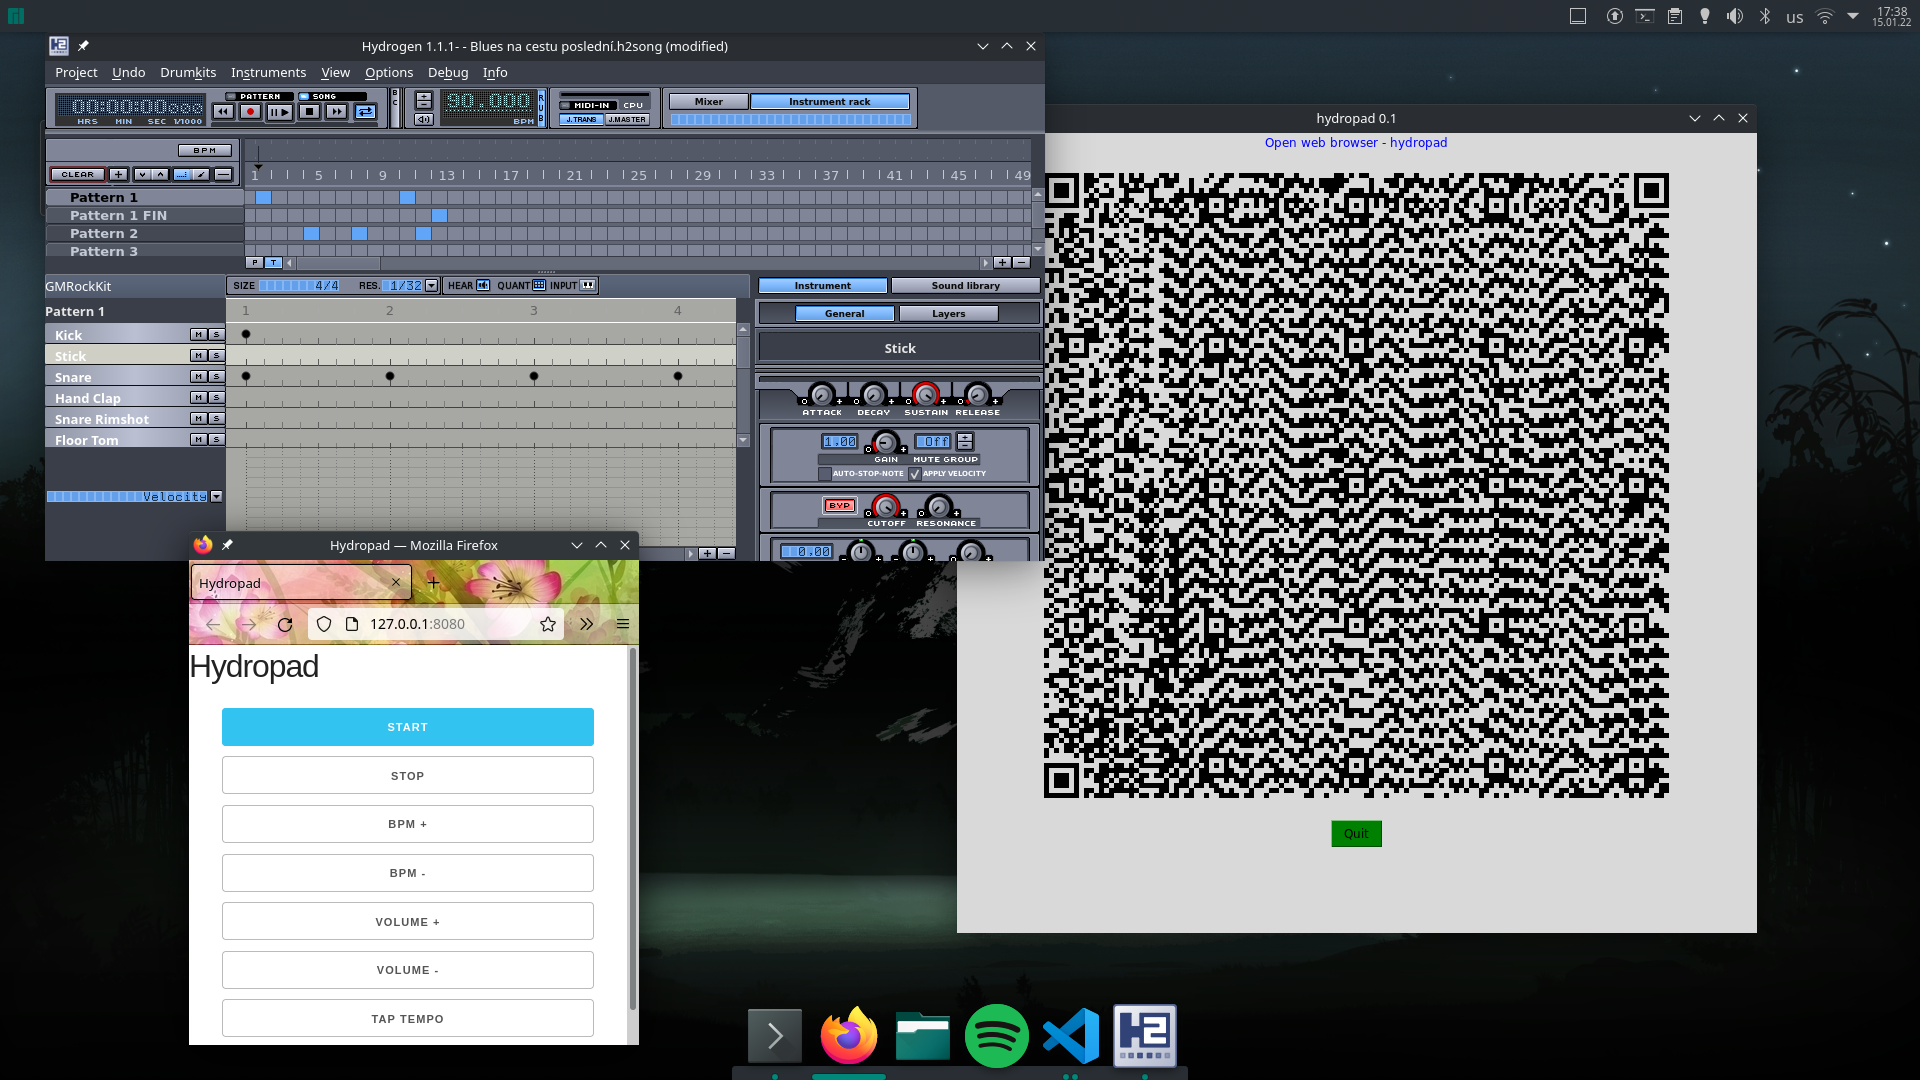 us
17:38
15.01.22
Hydrogen 1.1.1- - Blues na cestu poslední.h2song (modified)
Project Undo Drumkits Instruments View Options Debug Info
00:00:00000
HRS MIN SEC 1/1000
PATTERN SONG
BC
90.000
BPM
RUB
MIDI-IN CPU
J.TRANS J.MASTER
Mixer Instrument rack
BPM
CLEAR
1 5 9 13 17 21 25 29 33 37 41 45 49
Pattern 1
Pattern 1 FIN
Pattern 2
Pattern 3
P T
GMRockKit
SIZE 4/4 RES. 1/32 HEAR QUANT INPUT
Pattern 1
1 2 3 4
Kick M S
Stick M S
Snare M S
Hand Clap M S
Snare Rimshot M S
Floor Tom M S
Velocity
Instrument Sound library
General Layers
Stick
ATTACK DECAY SUSTAIN RELEASE
1.00 Off
GAIN MUTE GROUP
AUTO-STOP-NOTE APPLY VELOCITY
BYP
CUTOFF RESONANCE
0.00
hydropad 0.1
Open web browser - hydropad
Quit
Hydropad — Mozilla Firefox
Hydropad
127.0.0.1:8080
Hydropad
START
STOP
BPM +
BPM -
VOLUME +
VOLUME -
TAP TEMPO
H2